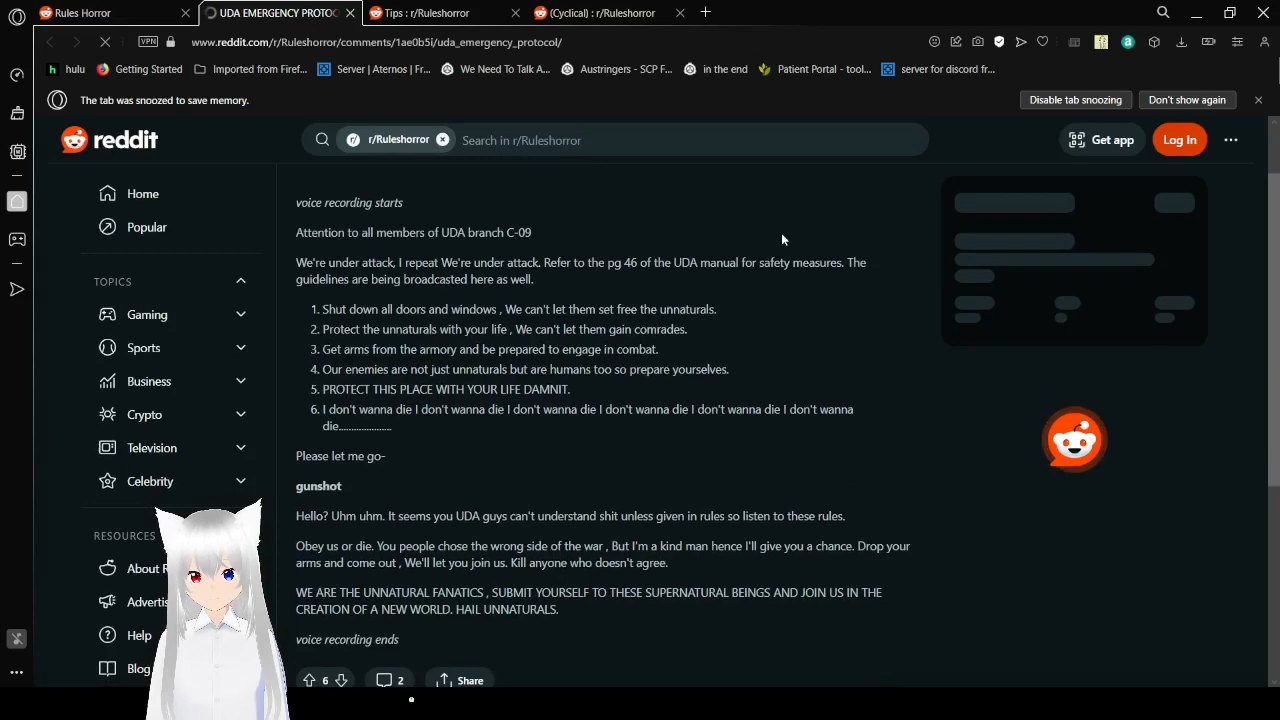 Rules Horror
UDA EMERGENCY PROTOC
Tips : r/Ruleshorror
(Cyclical) : r/Ruleshorror
VPN
www.reddit.com/r/Ruleshorror/comments/1ae0b5i/uda_emergency_protocol/
hulu
Getting Started
Imported from Firef...
Server | Aternos | Fr...
We Need To Talk A...
Austringers - SCP F...
in the end
Patient Portal - tool...
server for discord fr...
The tab was snoozed to save memory.
Disable tab snoozing
Don't show again
reddit
r/Ruleshorror
Search in r/Ruleshorror
Get app
Log In
Home
Popular
TOPICS
Gaming
Sports
Business
Crypto
Television
Celebrity
RESOURCES
About R
Advertis
Help
Blog
voice recording starts
Attention to all members of UDA branch C-09
We're under attack, I repeat We're under attack. Refer to the pg 46 of the UDA manual for safety measures. The
guidelines are being broadcasted here as well.
1. Shut down all doors and windows , We can't let them set free the unnaturals.
2. Protect the unnaturals with your life , We can't let them gain comrades.
3. Get arms from the armory and be prepared to engage in combat.
4. Our enemies are not just unnaturals but are humans too so prepare yourselves.
5. PROTECT THIS PLACE WITH YOUR LIFE DAMNIT.
6. I don't wanna die I don't wanna die I don't wanna die I don't wanna die I don't wanna die I don't wanna
die....................
Please let me go-
gunshot
Hello? Uhm uhm. It seems you UDA guys can't understand shit unless given in rules so listen to these rules.
Obey us or die. You people chose the wrong side of the war , But I'm a kind man hence I'll give you a chance. Drop your
arms and come out , We'll let you join us. Kill anyone who doesn't agree.
WE ARE THE UNNATURAL FANATICS , SUBMIT YOURSELF TO THESE SUPERNATURAL BEINGS AND JOIN US IN THE
CREATION OF A NEW WORLD. HAIL UNNATURALS.
voice recording ends
6
2
Share